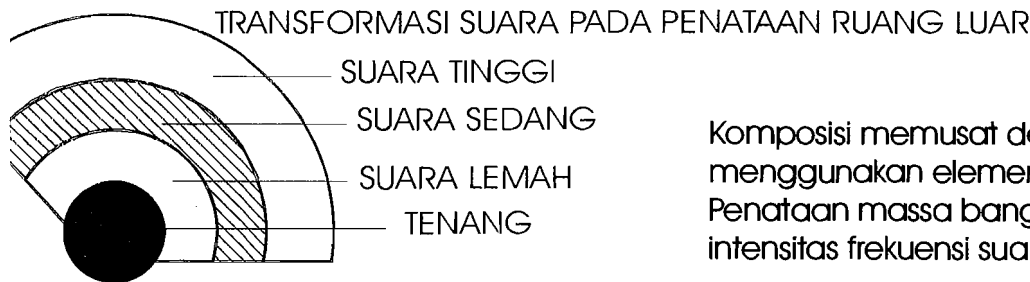 TRANSFORMASI SUARA PADA PENATAAN RUANG LUAR
SUARA TINGGI
SUARA SEDANG
SUARA LEMAH
TENANG
Komposisi memusat de
menggunakan elemen
Penataan massa bang
intensitas frekuensi sua